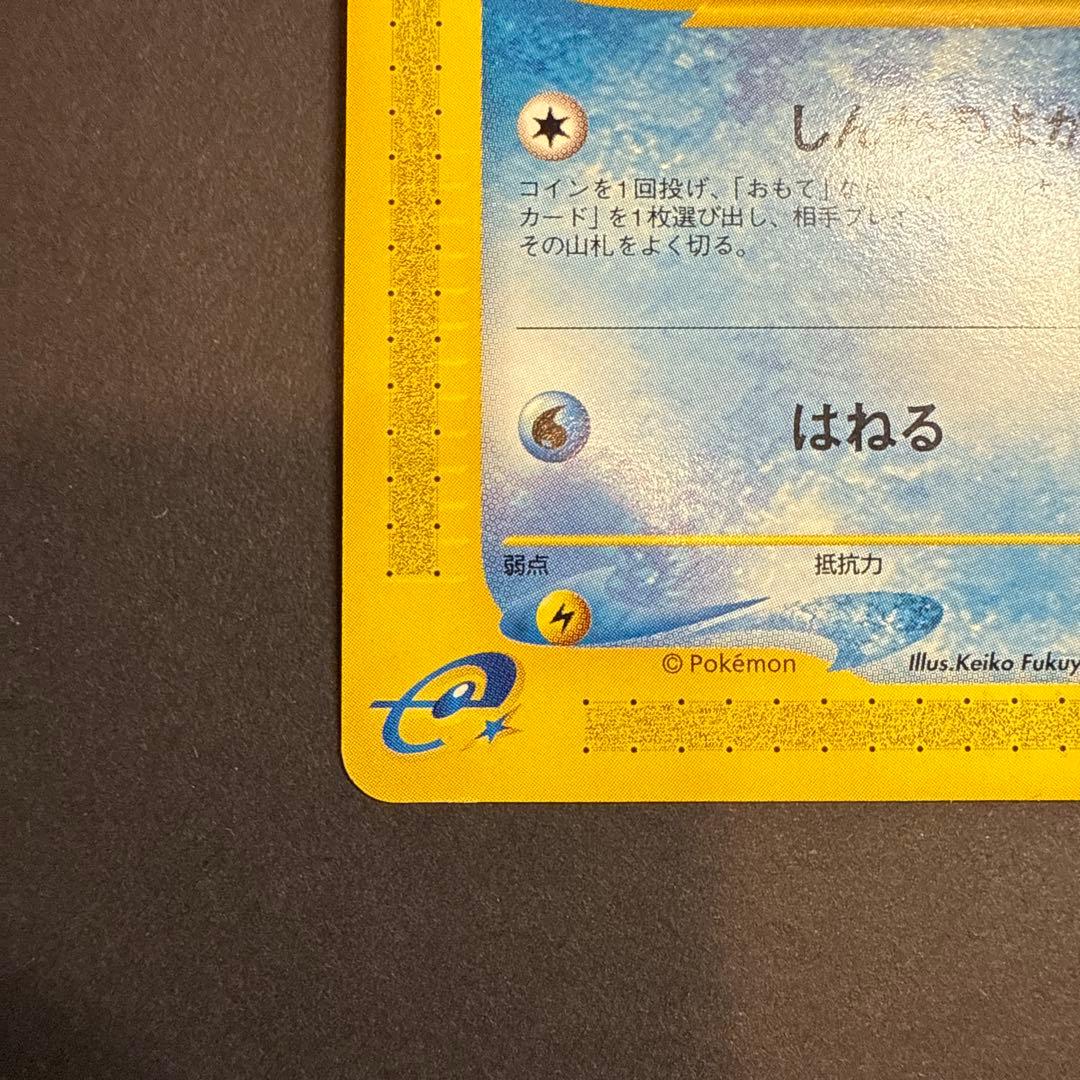 コインを1回投げ、「おもて」なら
カード」を1枚選び出し、相手プレイ
その山札をよく切る。
はねる
弱点 抵抗力
© Pokémon Illus.Keiko Fukuy